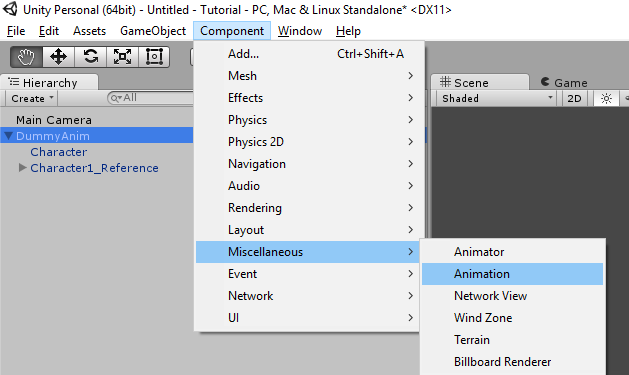 Unity Personal (64bit) - Untitled - Tutorial - PC, Mac & Linux Standalone* <DX11>
File Edit Assets GameObject Component Window Help
Hierarchy
Create All
Main Camera
DummyAnim
Character
Character1_Reference
Add... Ctrl+Shift+A
Mesh
Effects
Physics
Physics 2D
Navigation
Audio
Rendering
Layout
Miscellaneous
Event
Network
UI
Animator
Animation
Network View
Wind Zone
Terrain
Billboard Renderer
Scene Game
Shaded 2D